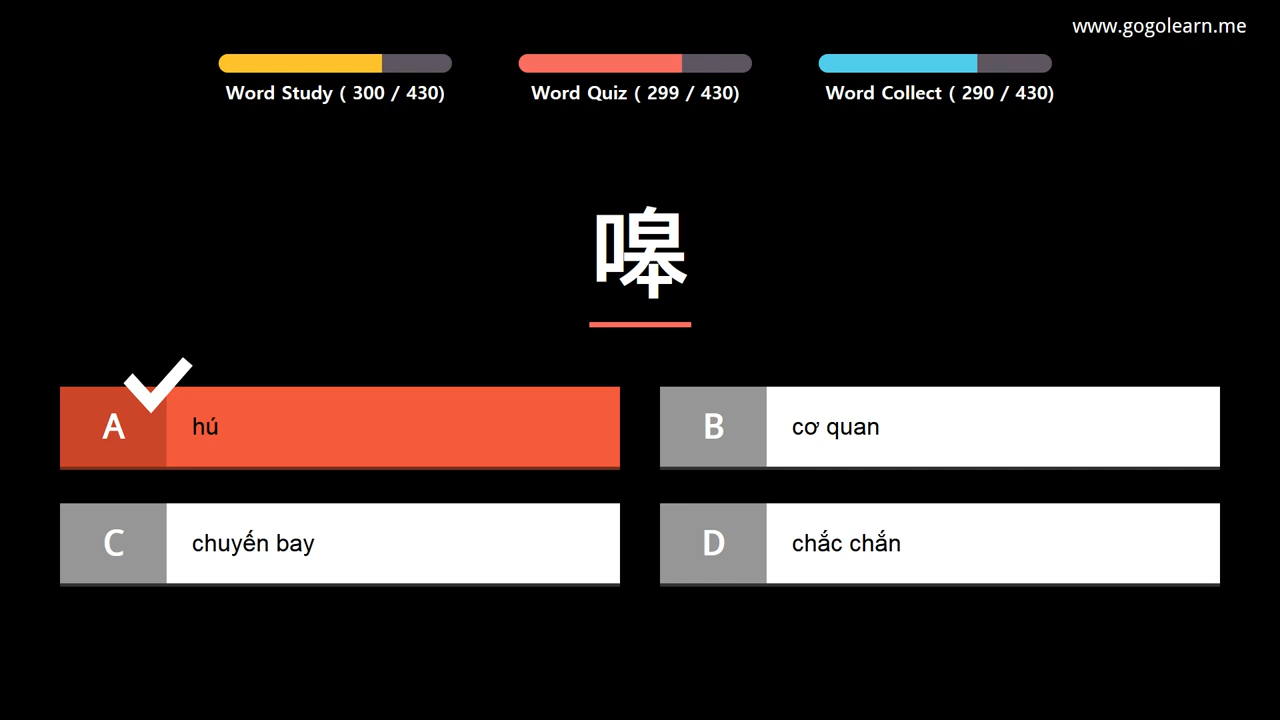 www.gogolearn.me
Word Study ( 300 / 430)
Word Quiz ( 299 / 430)
Word Collect ( 290 / 430)
嗥
A
hú
B
cơ quan
C
chuyến bay
D
chắc chắn